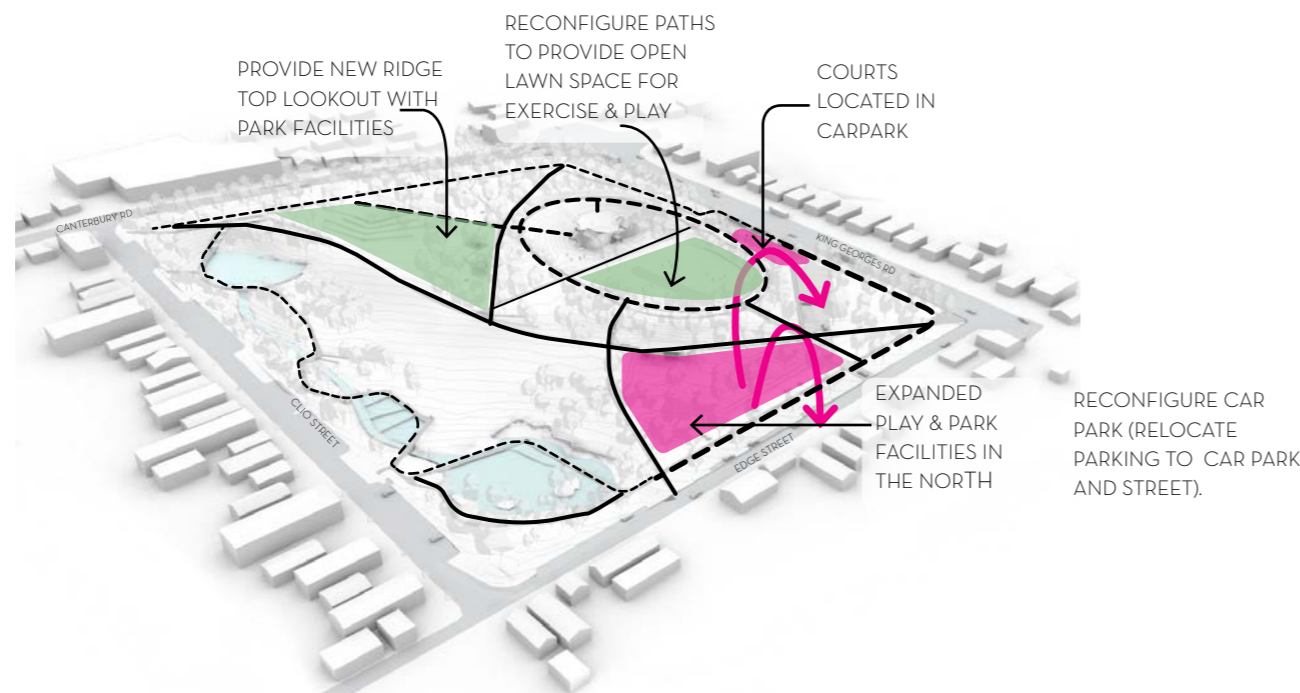 RECONFIGURE PATHS
TO PROVIDE OPEN
LAWN SPACE FOR
EXERCISE & PLAY
PROVIDE NEW RIDGE
TOP LOOKOUT WITH
PARK FACILITIES
COURTS
LOCATED IN
CARPARK
CANTERBURY RD
KING GEORGES RD
CLIO STREET
EDGE STREET
EXPANDED
PLAY & PARK
FACILITIES IN
THE NORTH
RECONFIGURE CAR
PARK (RELOCATE
PARKING TO CAR PARK
AND STREET).